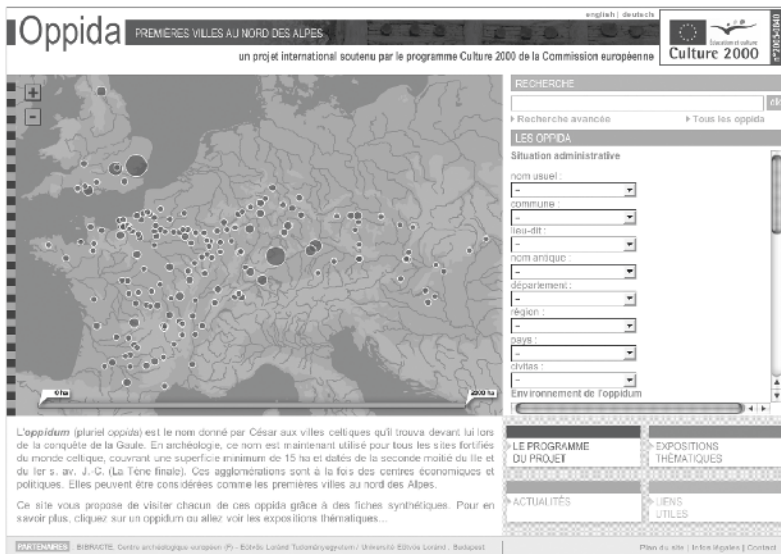 english | deutsch
Oppida PREMIÈRES VILLES AU NORD DES ALPES
un projet international soutenu par le programme Culture 2000 de la Commission européenne
Education et culture
Culture 2000
RECHERCHE
Recherche avancée
Tous les oppida
LES OPPIDA
Situation administrative
nom usuel :
–
commune :
–
lieu-dit :
–
nom antique :
–
département :
–
région :
–
pays :
–
civitas :
–
Environnement de l'oppidum
+
-
0 ha
2000 ha
L'oppidum (pluriel oppida) est le nom donné par César aux villes celtiques qu'il trouva devant lui lors
de la conquête de la Gaule. En archéologie, ce nom est maintenant utilisé pour tous les sites fortifiés
du monde celtique, couvrant une superficie minimum de 15 ha et datés de la seconde moitié du IIe et
du Ier s. av. J.-C. (La Tène finale). Ces agglomérations sont à la fois des centres économiques et
politiques. Elles peuvent être considérées comme les premières villes au nord des Alpes.
Ce site vous propose de visiter chacun de ces oppida grâce à des fiches synthétiques. Pour en
savoir plus, cliquez sur un oppidum ou allez voir les expositions thématiques...
LE PROGRAMME
DU PROJET
EXPOSITIONS
THÉMATIQUES
ACTUALITÉS
LIENS
UTILES
PARTENAIRES BIBRACTE, Centre archéologique européen (F) - Eötvös Loránd Tudományegyetem / Université Eötvös Loránd, Budapest
Plan du site | Infos légales | Contact